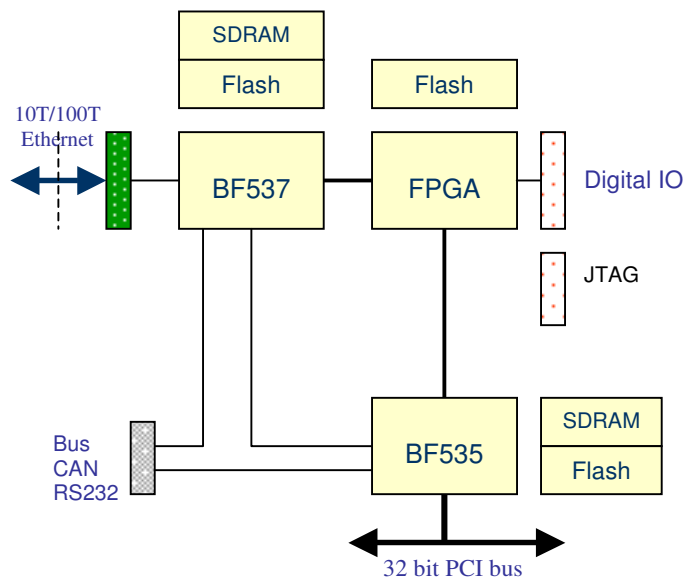 SDRAM
Flash
Flash
10T/100T
Ethernet
BF537
FPGA
Digital IO
JTAG
Bus
CAN
RS232
BF535
SDRAM
Flash
32 bit PCI bus